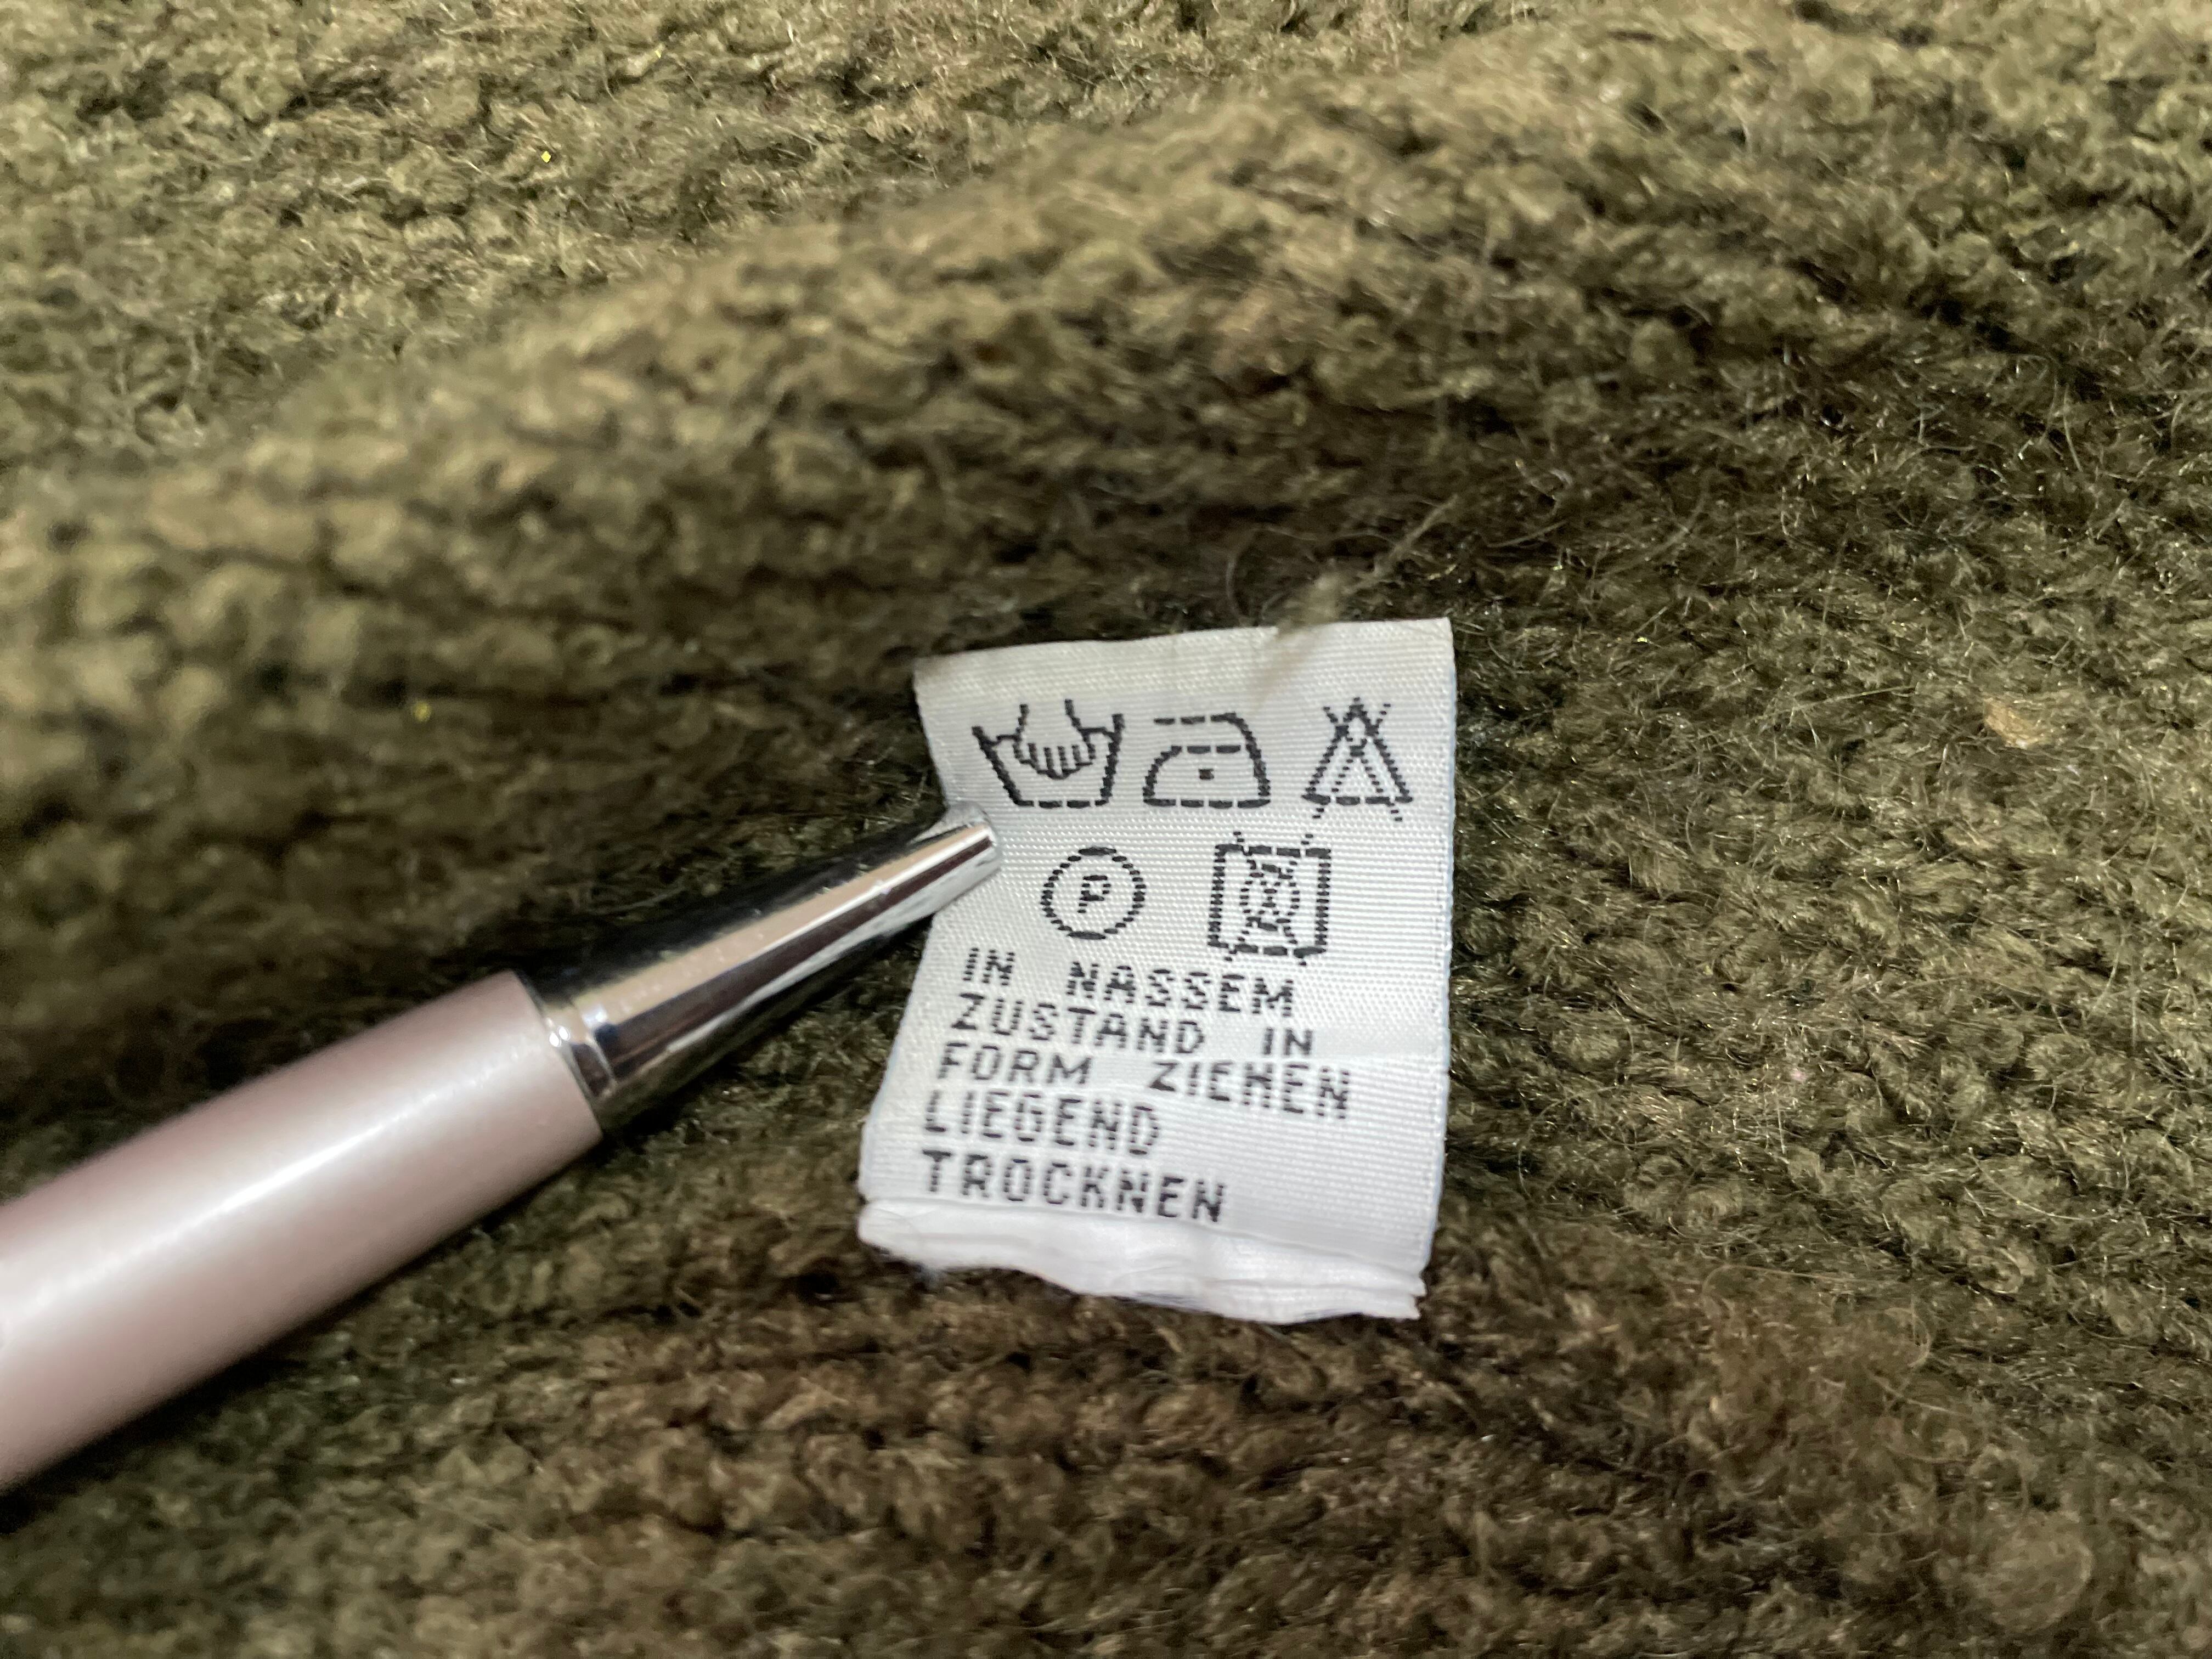 P
IN NASSEM
ZUSTAND IN
FORM ZIEHEN
LIEGEND
TROCKNEN